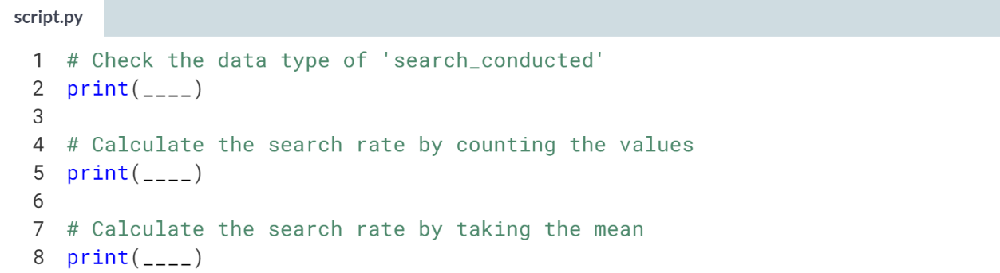 script.py
1 # Check the data type of 'search_conducted'
2 print(____)
3
4 # Calculate the search rate by counting the values
5 print(____)
6
7 # Calculate the search rate by taking the mean
8 print(____)